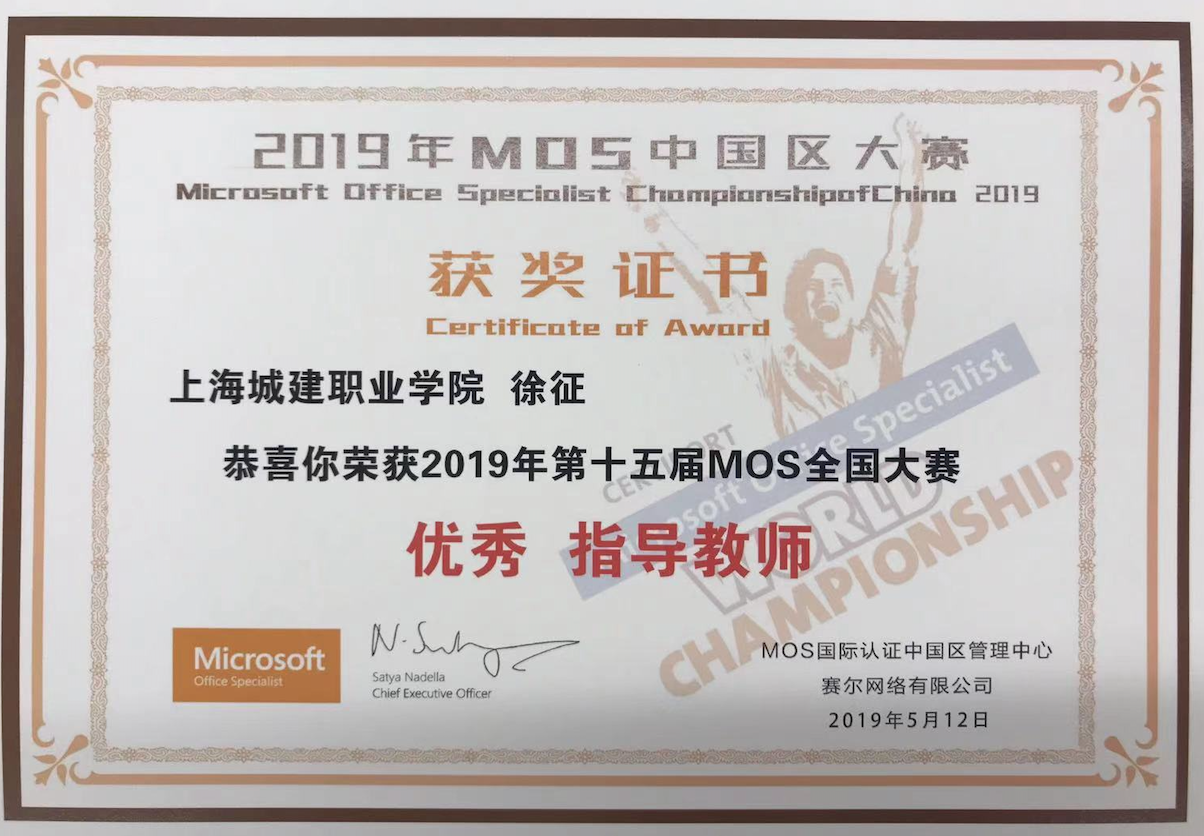 2019年MOS中国区大赛
Microsoft Office Specialist ChampionshipofChina 2019
获奖证书
Certificate of Award
上海城建职业学院 徐征
恭喜你荣获2019年第十五届MOS全国大赛
优秀 指导教师
CERTIPORT
Microsoft Office Specialist
WORLD
CHAMPIONSHIP
Microsoft
Office Specialist
Satya Nadella
Chief Executive Officer
MOS国际认证中国区管理中心
赛尔网络有限公司
2019年5月12日